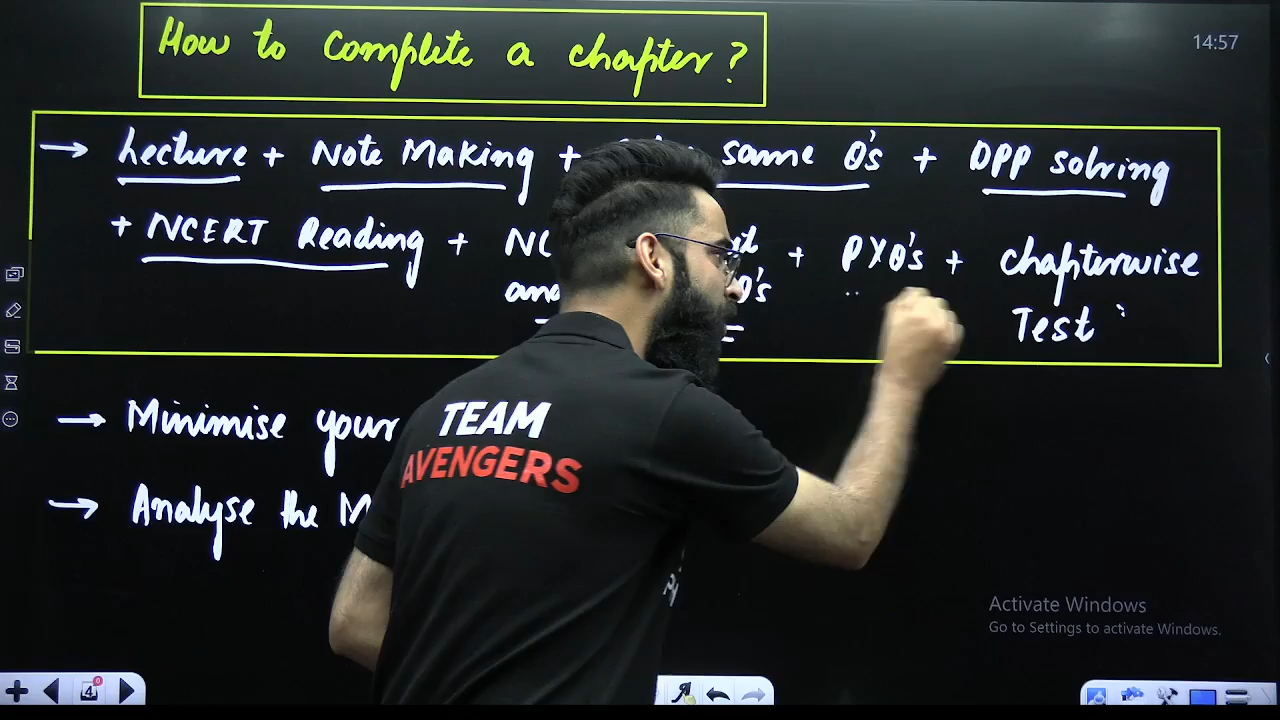 How to complete a chapter?
14:57
→ Lecture + Note Making + same Q's + DPP solving
+ NCERT Reading + + PYQ's + chapterwise
Test
→ Minimise your
→ Analyse the
TEAM
AVENGERS
Activate Windows
Go to Settings to activate Windows.
4